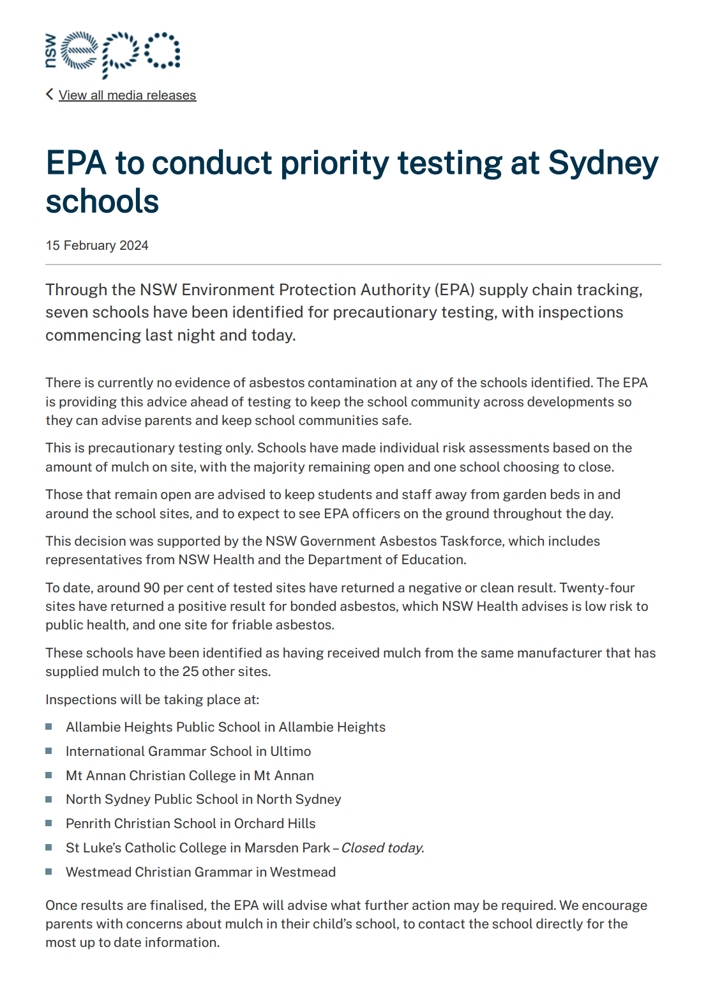 nsw epa
View all media releases
EPA to conduct priority testing at Sydney
schools
15 February 2024
Through the NSW Environment Protection Authority (EPA) supply chain tracking,
seven schools have been identified for precautionary testing, with inspections
commencing last night and today.
There is currently no evidence of asbestos contamination at any of the schools identified. The EPA
is providing this advice ahead of testing to keep the school community across developments so
they can advise parents and keep school communities safe.
This is precautionary testing only. Schools have made individual risk assessments based on the
amount of mulch on site, with the majority remaining open and one school choosing to close.
Those that remain open are advised to keep students and staff away from garden beds in and
around the school sites, and to expect to see EPA officers on the ground throughout the day.
This decision was supported by the NSW Government Asbestos Taskforce, which includes
representatives from NSW Health and the Department of Education.
To date, around 90 per cent of tested sites have returned a negative or clean result. Twenty-four
sites have returned a positive result for bonded asbestos, which NSW Health advises is low risk to
public health, and one site for friable asbestos.
These schools have been identified as having received mulch from the same manufacturer that has
supplied mulch to the 25 other sites.
Inspections will be taking place at:
Allambie Heights Public School in Allambie Heights
International Grammar School in Ultimo
Mt Annan Christian College in Mt Annan
North Sydney Public School in North Sydney
Penrith Christian School in Orchard Hills
St Luke’s Catholic College in Marsden Park – Closed today.
Westmead Christian Grammar in Westmead
Once results are finalised, the EPA will advise what further action may be required. We encourage
parents with concerns about mulch in their child’s school, to contact the school directly for the
most up to date information.